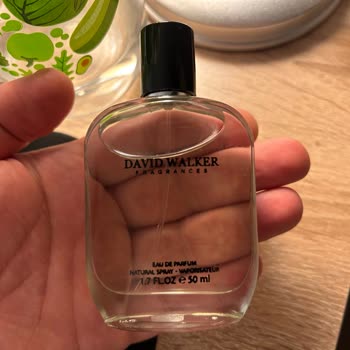 DAVID WALKER
FRAGRANCES
EAU DE PARFUM
NATURAL SPRAY - VAPORISATEUR
1.7 FL.OZ ℮ 50 ml